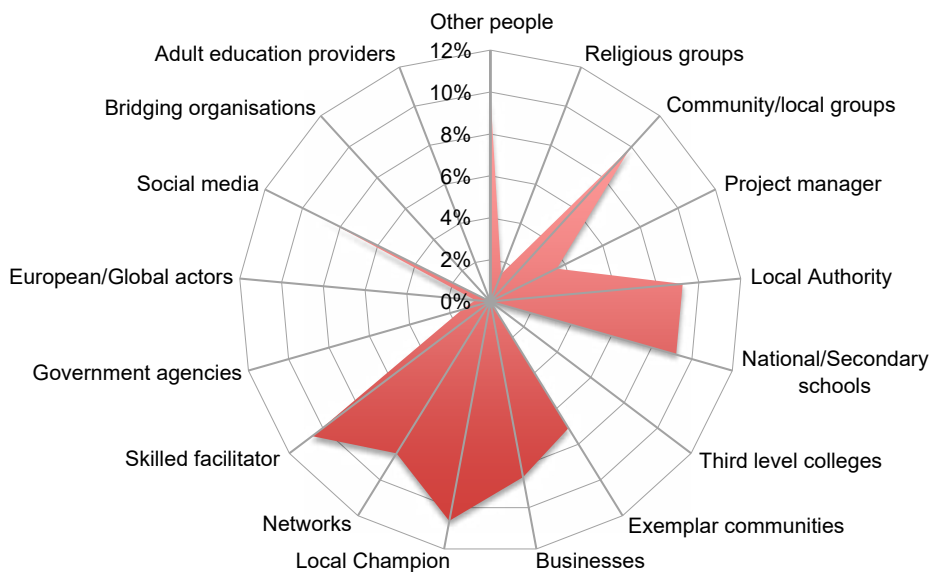 Other people
12%
10%
8%
6%
4%
2%
0%
Religious groups
Community/local groups
Project manager
Local Authority
National/Secondary
schools
Third level colleges
Exemplar communities
Businesses
Local Champion
Networks
Skilled facilitator
Government agencies
European/Global actors
Social media
Bridging organisations
Adult education providers